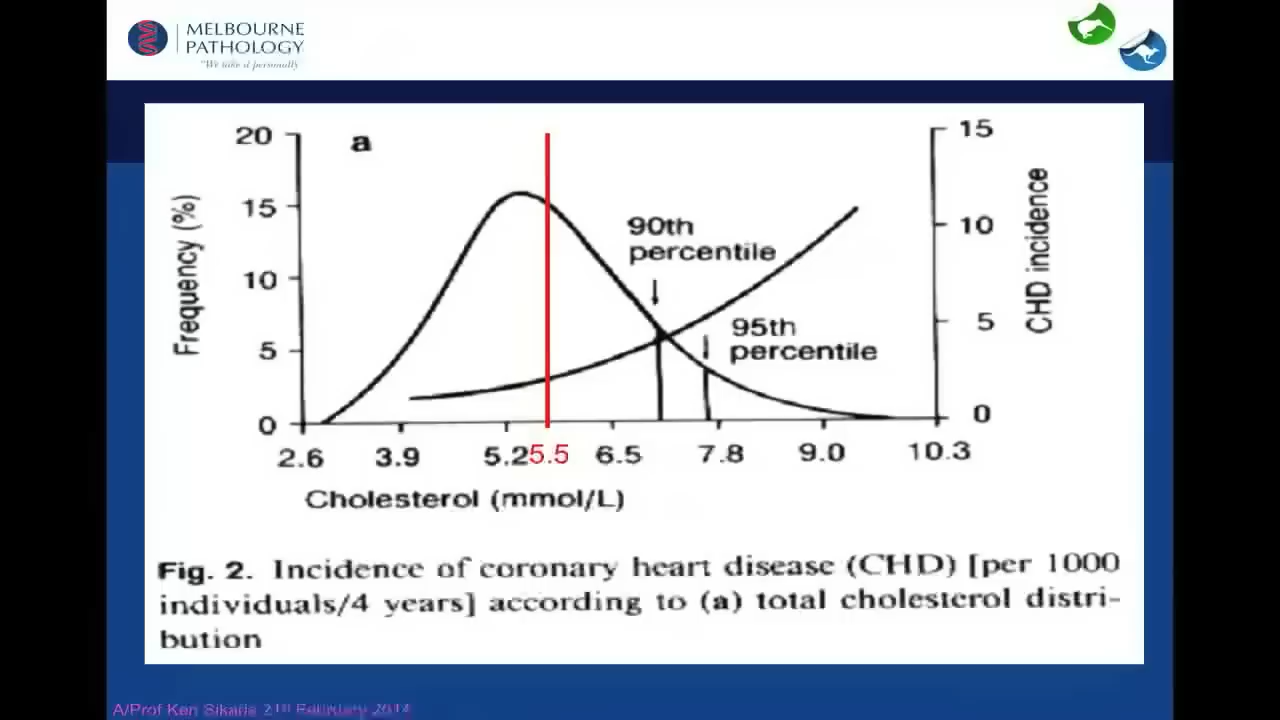 MELBOURNE
PATHOLOGY
"We take it personally
a
20
15
10
5
0
Frequency (%)
15
10
5
0
CHD incidence
90th
percentile
95th
percentile
2.6 3.9 5.2 5.5 6.5 7.8 9.0 10.3
Cholesterol (mmol/L)
Fig. 2. Incidence of coronary heart disease (CHD) [per 1000
individuals/4 years] according to (a) total cholesterol distri-
bution
A/Prof Ken Sikaris 21st February 2014